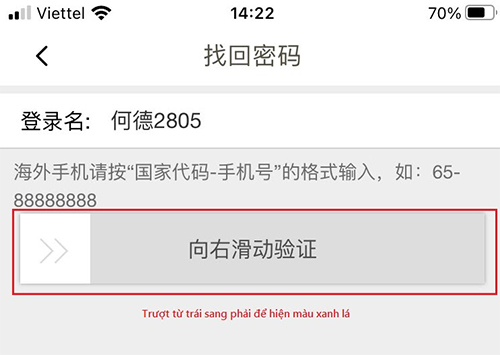 Viettel 14:22 70%
找回密码
登录名: 何德2805
海外手机请按“国家代码-手机号”的格式输入，如：65-
88888888
向右滑动验证
Trượt từ trái sang phải để hiện màu xanh lá